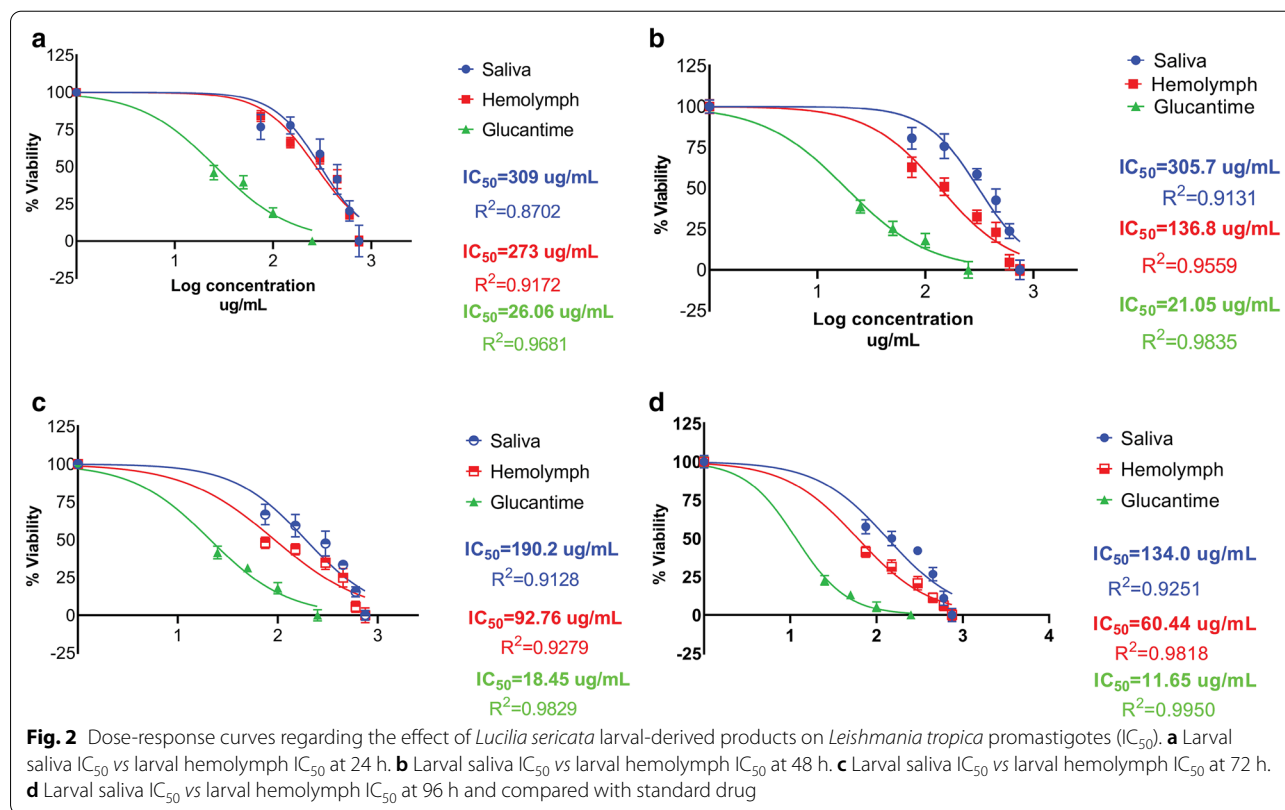 a
125
100
75
50
25
0
-25
% Viability
1
2
3
Log concentration
ug/mL
Saliva
Hemolymph
Glucantime
IC50=309 ug/mL
R2=0.8702
IC50=273 ug/mL
R2=0.9172
IC50=26.06 ug/mL
R2=0.9681
b
125
100
75
50
25
0
-25
% Viability
1
2
3
Log concentration
ug/mL
Saliva
Hemolymph
Glucantime
IC50=305.7 ug/mL
R2=0.9131
IC50=136.8 ug/mL
R2=0.9559
IC50=21.05 ug/mL
R2=0.9835
c
125
100
75
50
25
0
-25
% Viability
1
2
3
Saliva
Hemolymph
Glucantime
IC50=190.2 ug/mL
R2=0.9128
IC50=92.76 ug/mL
R2=0.9279
IC50=18.45 ug/mL
R2=0.9829
d
125
100
75
50
25
0
-25
% Viability
1
2
3
4
Saliva
Hemolymph
Glucantime
IC50=134.0 ug/mL
R2=0.9251
IC50=60.44 ug/mL
R2=0.9818
IC50=11.65 ug/mL
R2=0.9950
Fig. 2 Dose-response curves regarding the effect of Lucilia sericata larval-derived products on Leishmania tropica promastigotes (IC50). a Larval
saliva IC50 vs larval hemolymph IC50 at 24 h. b Larval saliva IC50 vs larval hemolymph IC50 at 48 h. c Larval saliva IC50 vs larval hemolymph IC50 at 72 h.
d Larval saliva IC50 vs larval hemolymph IC50 at 96 h and compared with standard drug